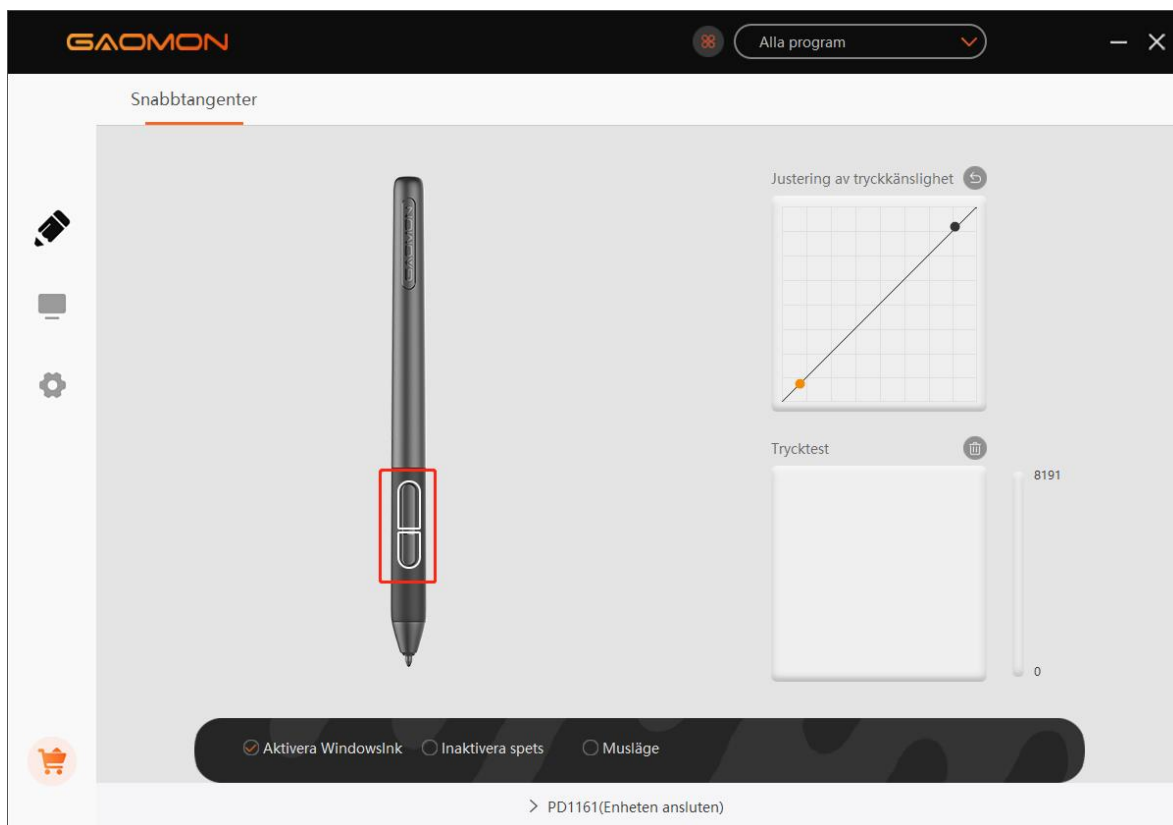 GAOMON
Alla program
Snabbtangenter
GAOMON
Justering av tryckkänslighet
Trycktest
8191
0
Aktivera WindowsInk Inaktivera spets Musläge
PD1161(Enheten ansluten)